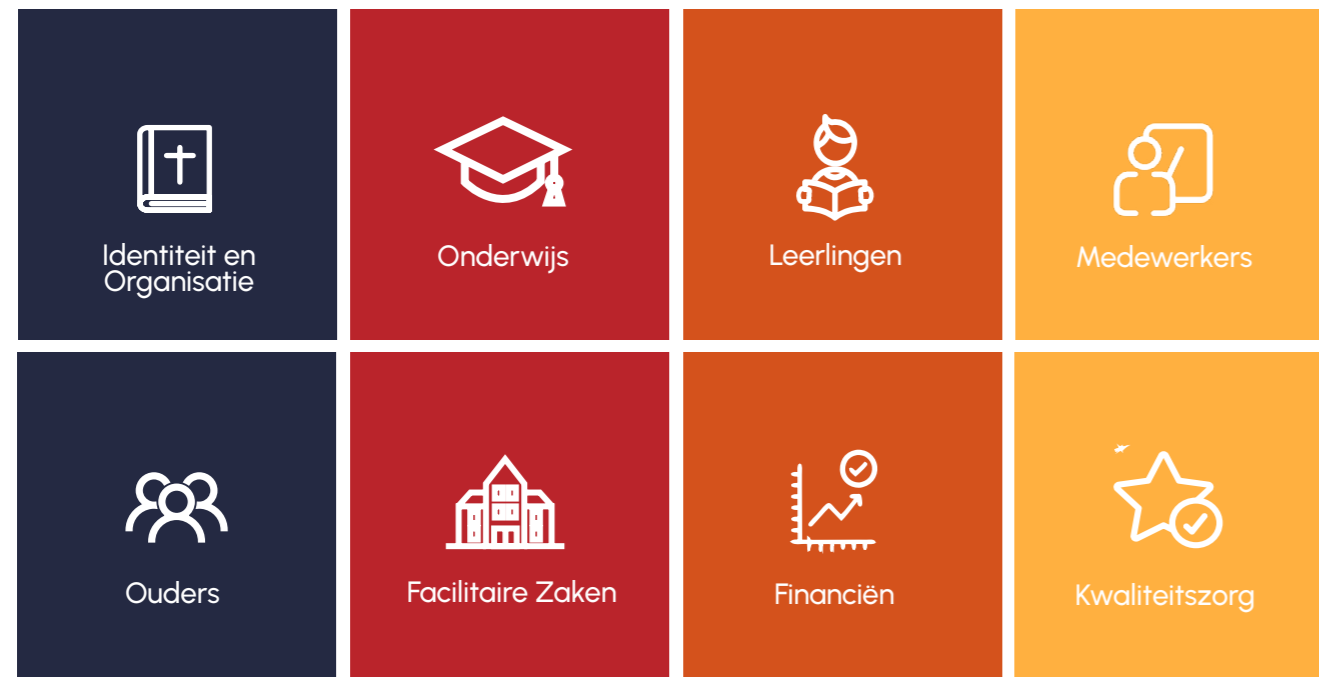 Identiteit en
Organisatie
Onderwijs
Leerlingen
Medewerkers
Ouders
Facilitaire Zaken
Financiën
Kwaliteitszorg